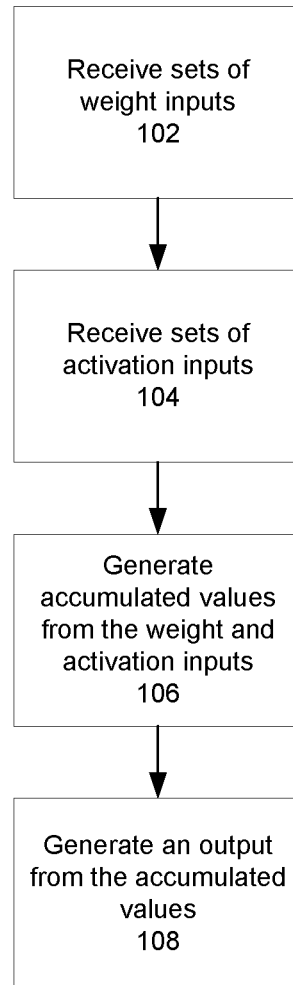 Receive sets of
weight inputs
102
Receive sets of
activation inputs
104
Generate
accumulated values
from the weight and
activation inputs
106
Generate an output
from the accumulated
values
108